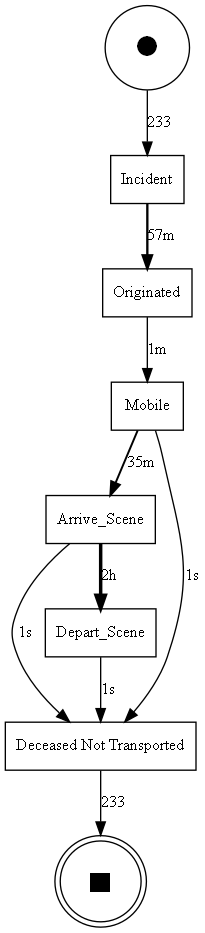 233
Incident
57m
Originated
1m
Mobile
35m
Arrive_Scene
1s
2h
1s
Depart_Scene
1s
Deceased Not Transported
233